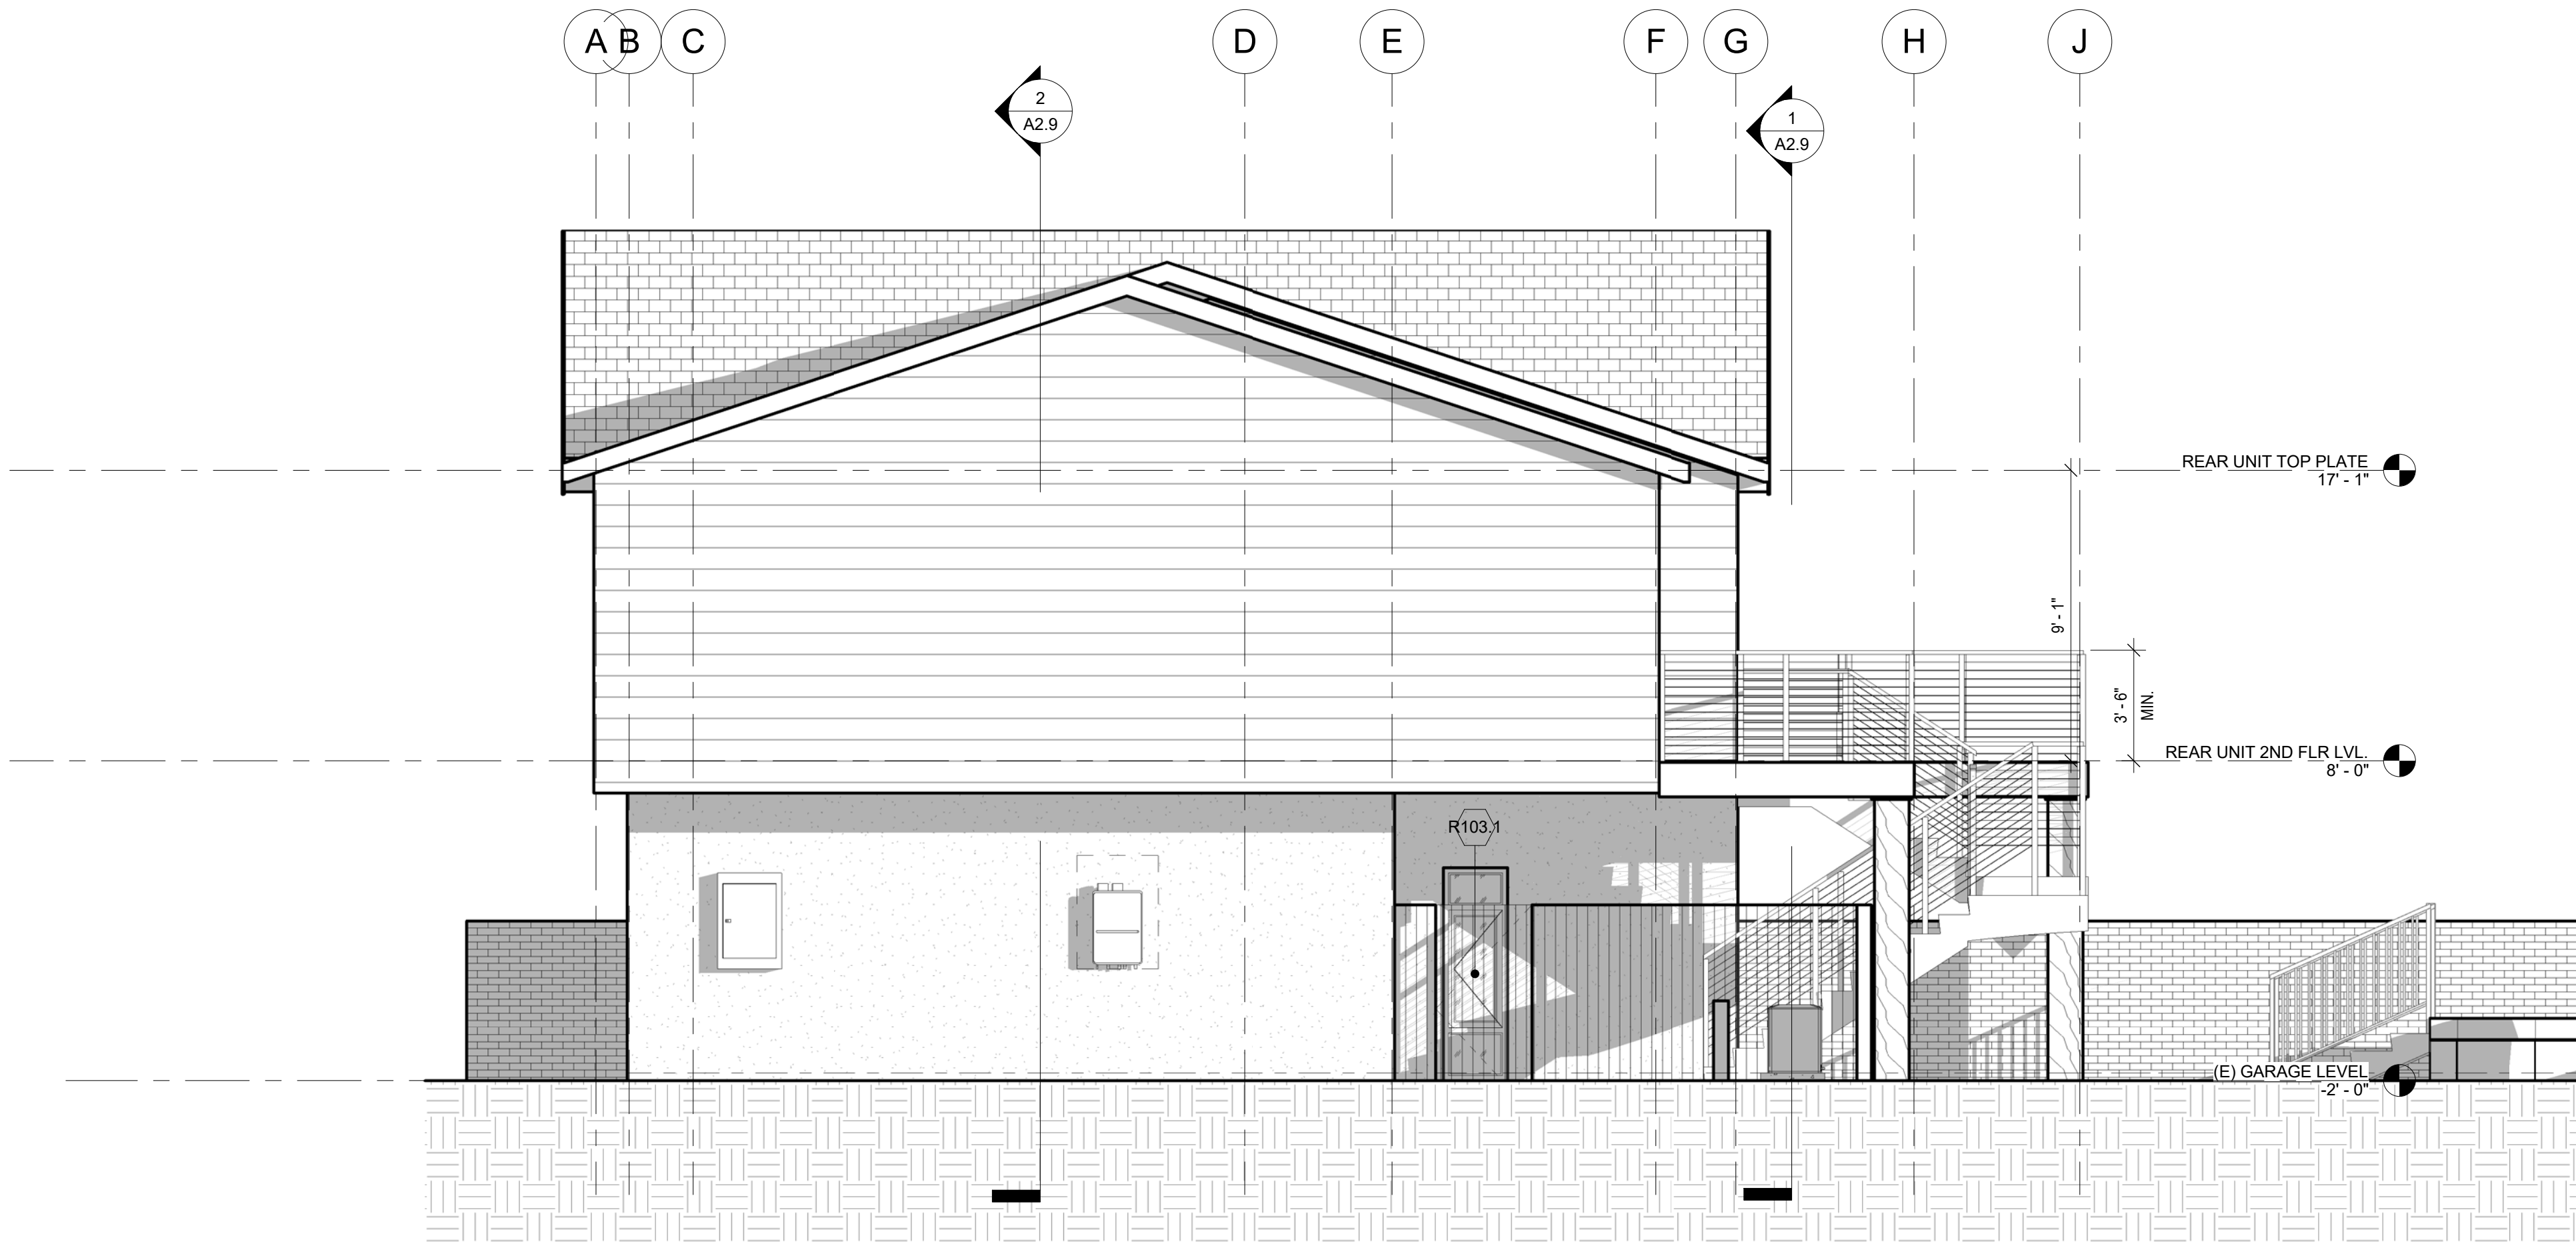 A
B
C
D
E
F
G
H
J
2
A2.9
1
A2.9
REAR UNIT TOP PLATE
17' - 1"
9' - 1"
3' - 6"
MIN.
REAR UNIT 2ND FLR LVL.
8' - 0"
R103.1
(E) GARAGE LEVEL
-2' - 0"